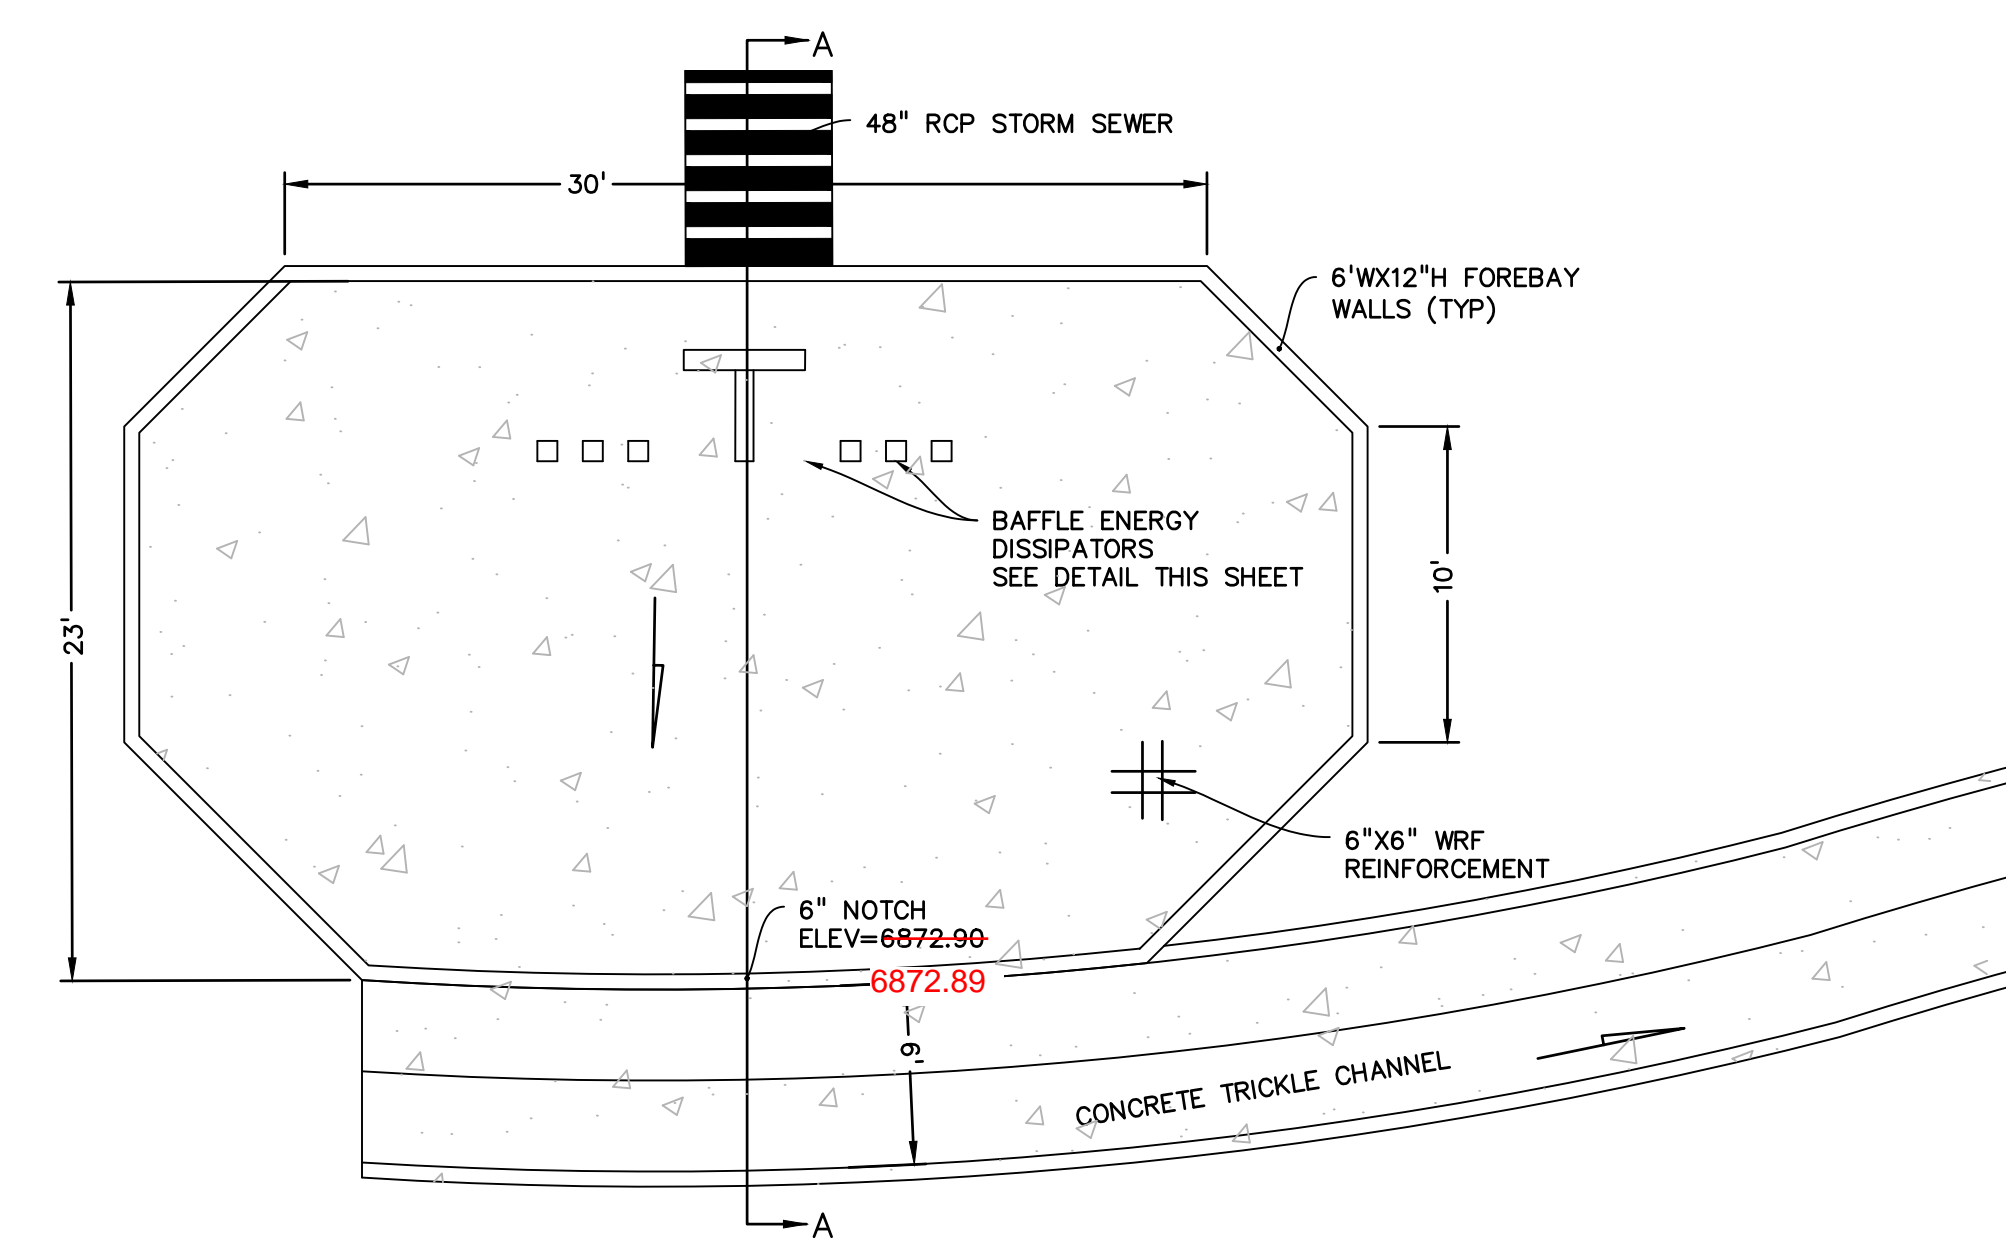 A
48" RCP STORM SEWER
30'
6'WX12"H FOREBAY
WALLS (TYP)
BAFFLE ENERGY
DISSIPATORS
SEE DETAIL THIS SHEET
10'
23'
6"X6" WRF
REINFORCEMENT
6" NOTCH
ELEV=6872.90
6872.89
9'
CONCRETE TRICKLE CHANNEL
A